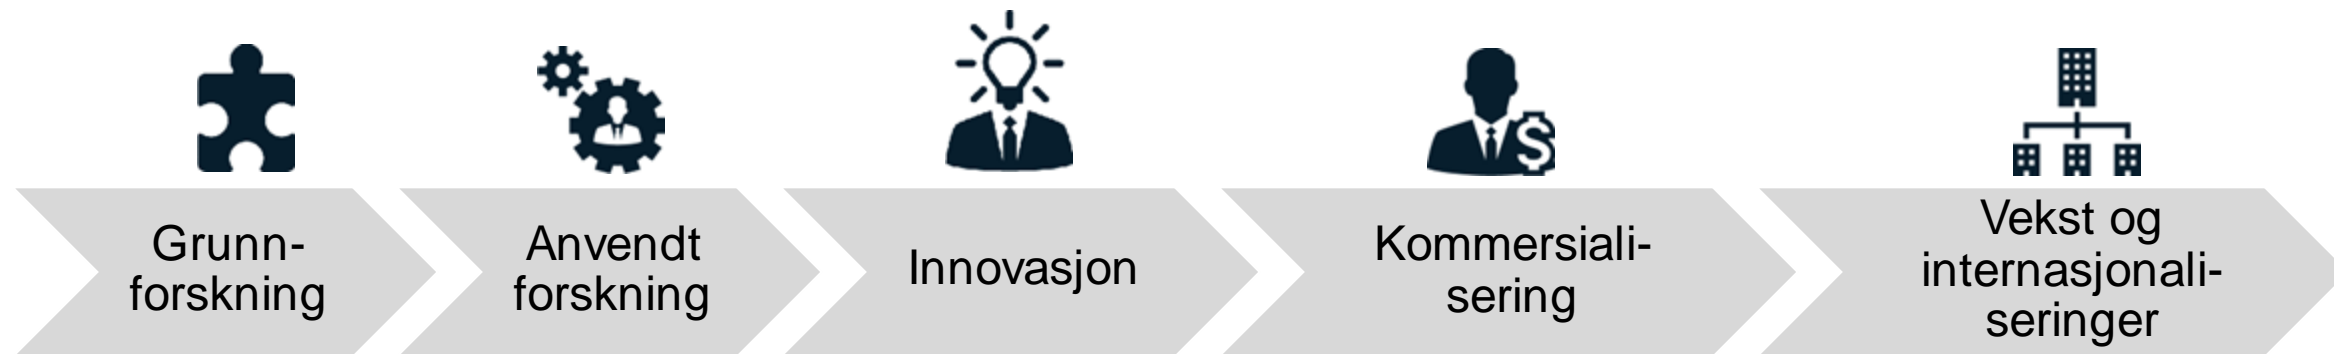 Grunn-
forskning
Anvendt
forskning
Innovasjon
Kommersiali-
sering
Vekst og
internasjonali-
seringer